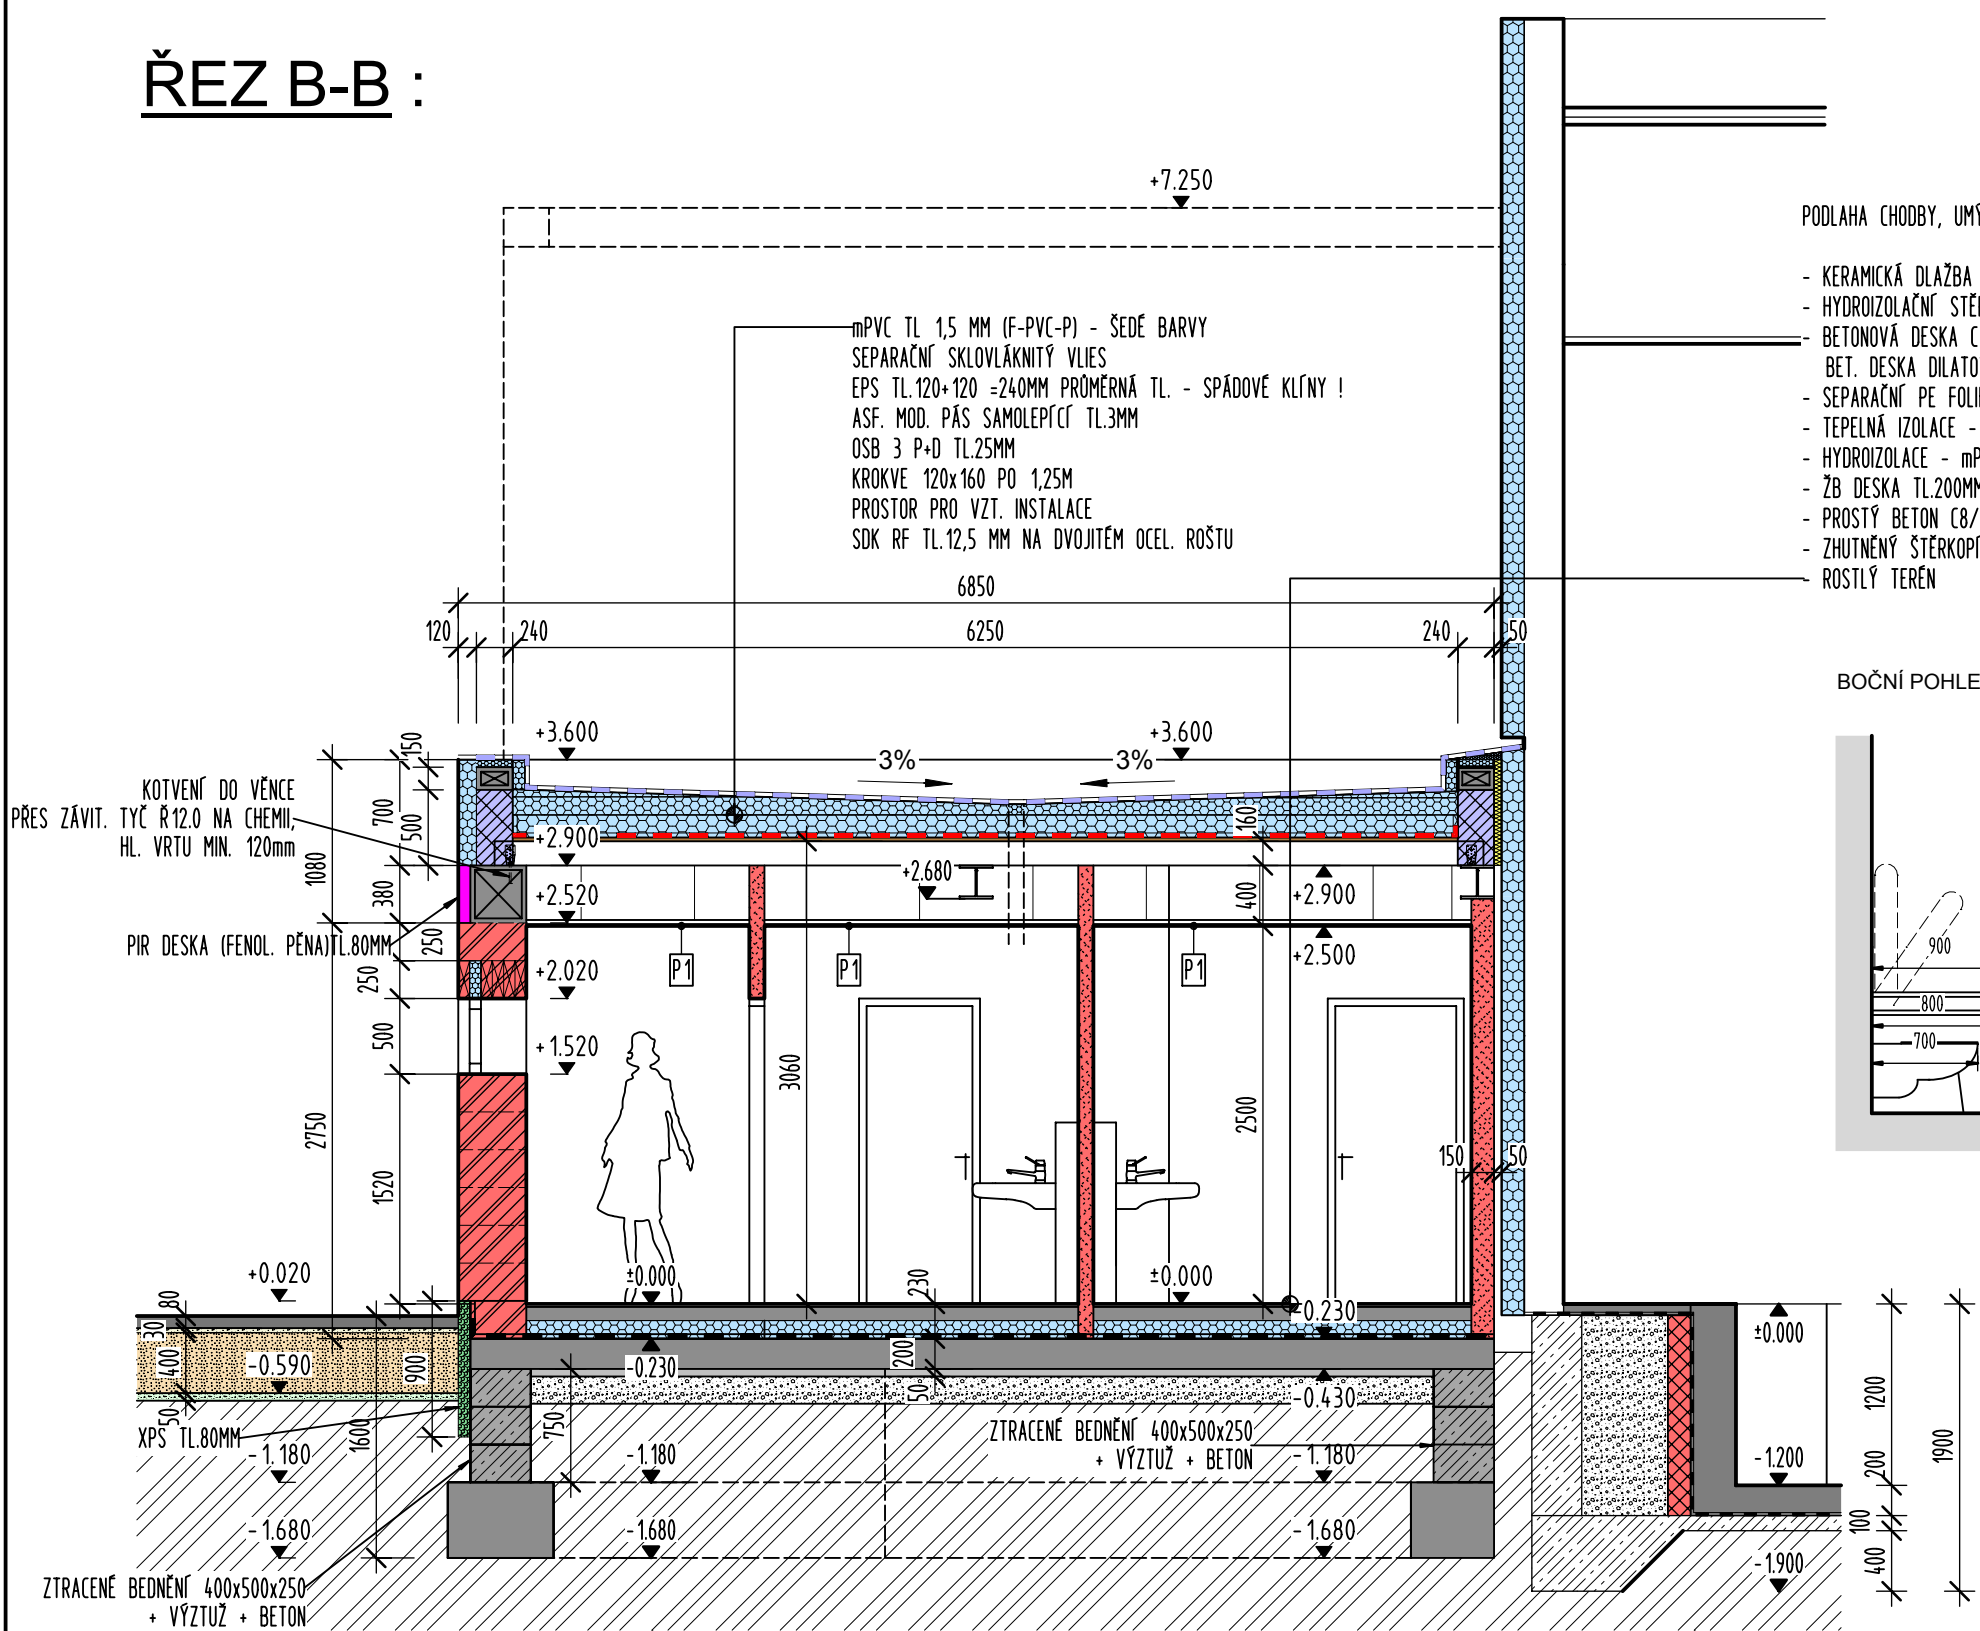 ŘEZ B-B :
+7.250
mPVC TL 1,5 MM (F-PVC-P) - ŠEDÉ BARVY
SEPARAČNÍ SKLOVLÁKNITÝ VLIES
EPS TL.120+120 =240MM PRŮMĚRNÁ TL. - SPÁDOVÉ KLÍNY !
ASF. MOD. PÁS SAMOLEPÍCÍ TL.3MM
OSB 3 P+D TL.25MM
KROKVE 120x160 PO 1,25M
PROSTOR PRO VZT. INSTALACE
SDK RF TL.12,5 MM NA DVOJITÉM OCEL. ROŠTU
PODLAHA CHODBY, UMÝ
- KERAMICKÁ DLAŽBA
- HYDROIZOLAČNÍ STĚ
- BETONOVÁ DESKA C
BET. DESKA DILATO
- SEPARAČNÍ PE FOLI
- TEPELNÁ IZOLACE -
- HYDROIZOLACE - mP
- ŽB DESKA TL.200MM
- PROSTÝ BETON C8/
- ZHUTNĚNÝ ŠTĚRKOPÍ
- ROSTLÝ TERÉN
6850
120
240
6250
240
50
BOČNÍ POHLE
+3.600
+3.600
3%
3%
150
700
500
1080
380
250
250
500
2750
1520
KOTVENÍ DO VĚNCE
PŘES ZÁVIT. TYČ Ř12.0 NA CHEMII,
HL. VRTU MIN. 120mm
PIR DESKA (FENOL. PĚNA)TL.80MM
+2.900
+2.520
+2.020
+1.520
+2.680
160
400
+2.900
+2.500
P1
P1
P1
3060
2500
150
50
900
800
700
+0.020
80
30
400
50
-0.590
900
1600
±0.000
±0.000
230
-0.230
-0.230
200
50
-0.430
750
XPS TL.80MM
-1.180
-1.180
-1.180
ZTRACENÉ BEDNĚNÍ 400x500x250
+ VÝZTUŽ + BETON
-1.680
-1.680
-1.680
ZTRACENÉ BEDNĚNÍ 400x500x250
+ VÝZTUŽ + BETON
±0.000
-1.200
-1.900
1200
200
100
400
1900